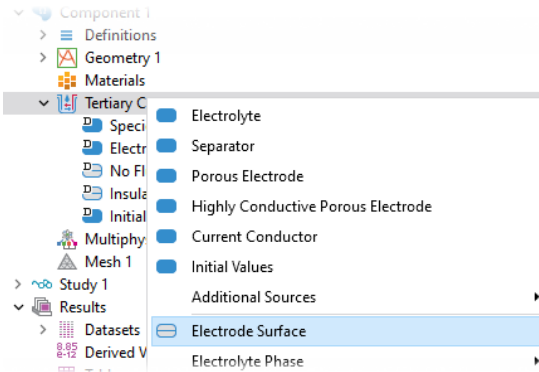 Component 1
Definitions
Geometry 1
Materials
Tertiary C
Speci
Electr
No Fl
Insula
Initial
Multiphy
Mesh 1
Study 1
Results
Datasets
8.85
e-12
Derived V
Electrolyte
Separator
Porous Electrode
Highly Conductive Porous Electrode
Current Conductor
Initial Values
Additional Sources
Electrode Surface
Electrolyte Phase